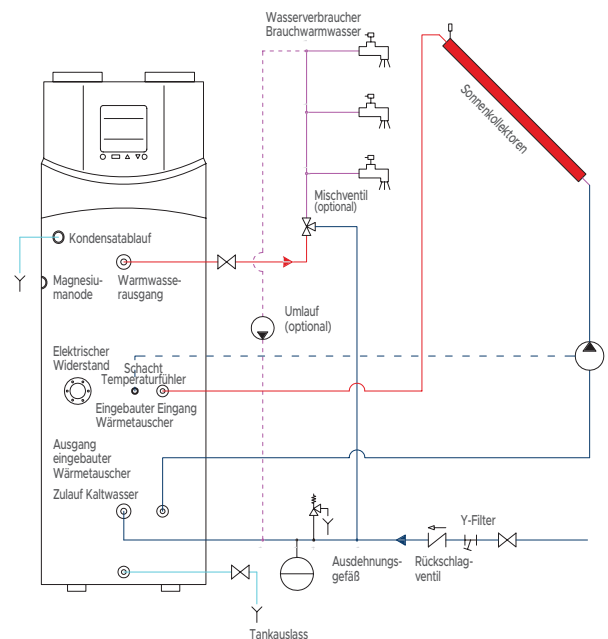 Wasserverbraucher
Brauchwarmwasser
Sonnenkollektoren
Mischventil
(optional)
Kondensatablauf
Magnesiu-
manode
Warmwasse-
rausgang
Umlauf
(optional)
Elektrischer
Widerstand
Schacht
Temperaturfühler
Eingebauter Eingang
Wärmetauscher
Ausgang
eingebauter
Wärmetauscher
Zulauf Kaltwasser
Y-Filter
Ausdehnungs-
gefäß
Rückschlag-
ventil
Tankauslass